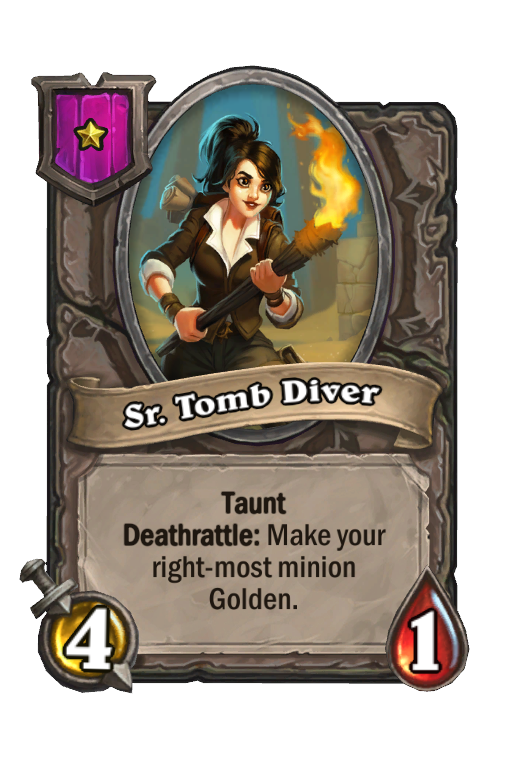 Sr. Tomb Diver
Taunt
Deathrattle: Make your
right-most minion
Golden.
4
1